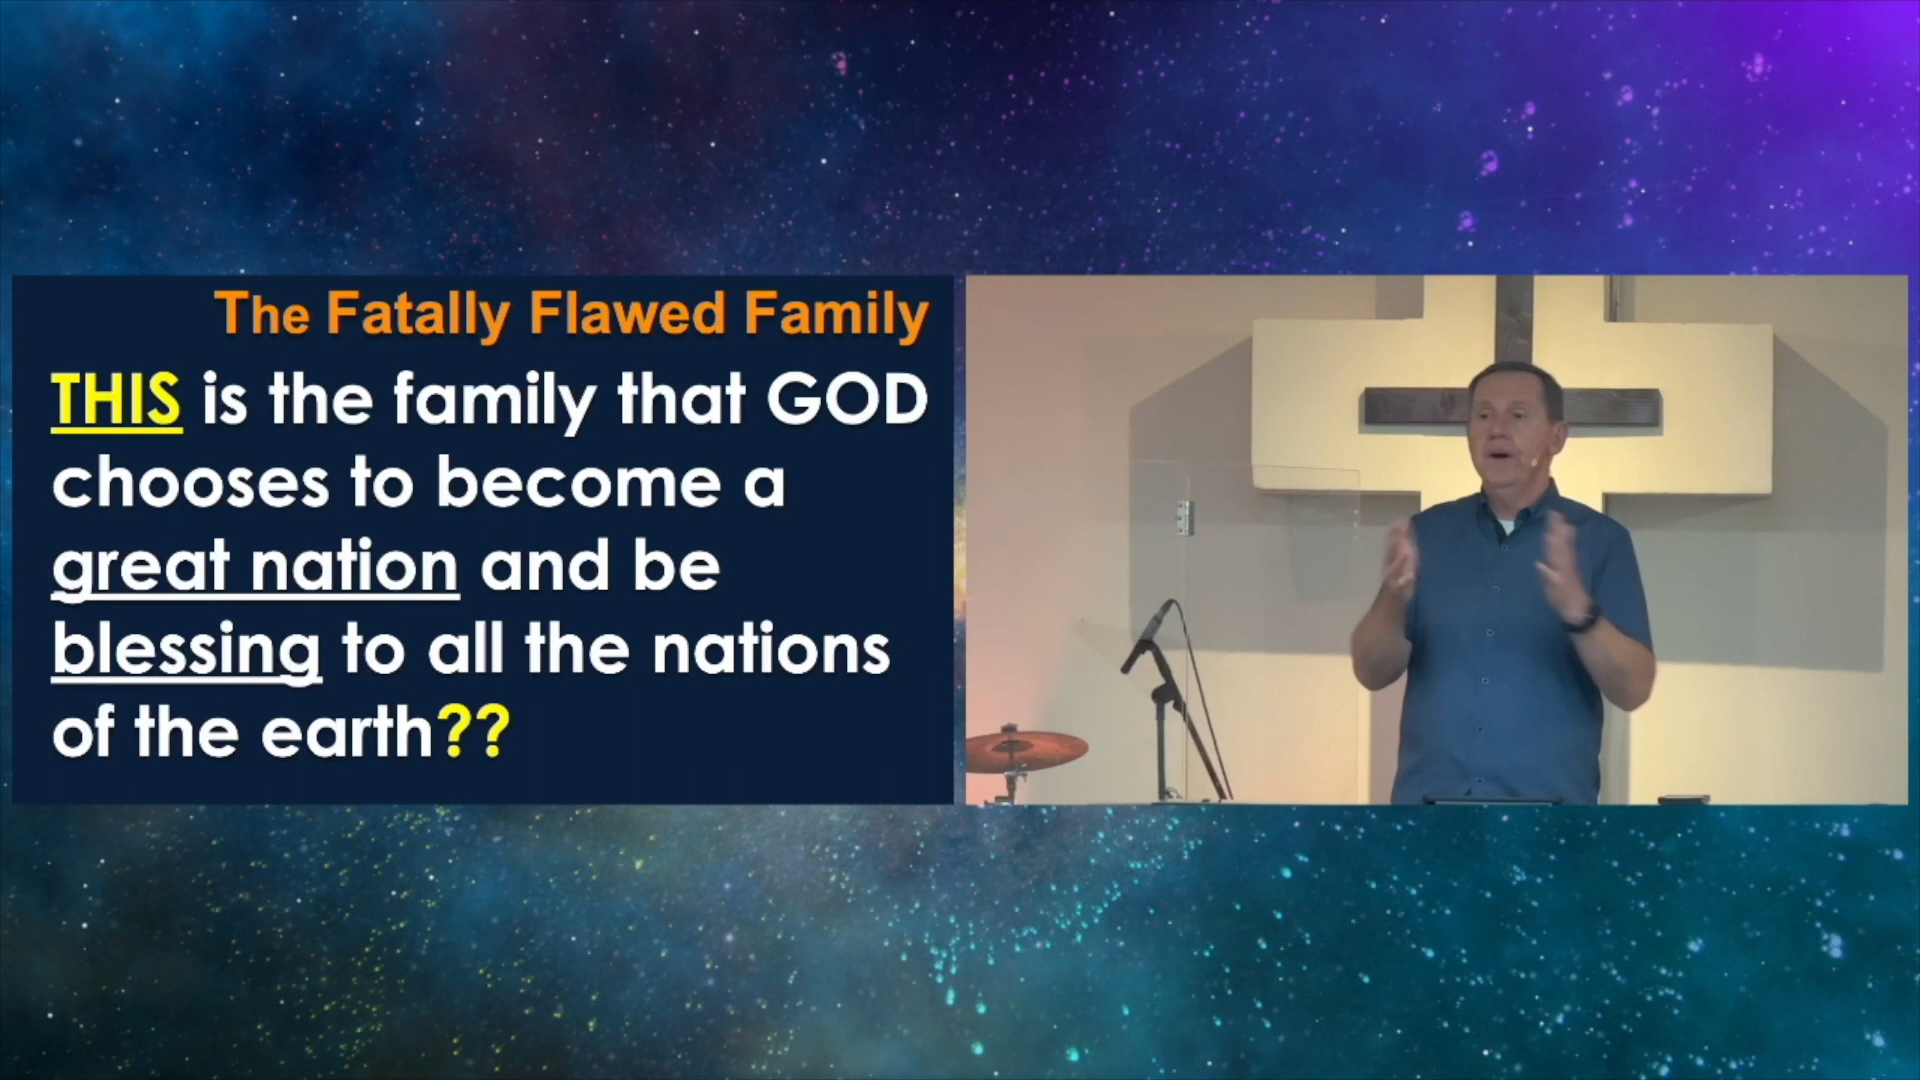 The Fatally Flawed Family
THIS is the family that GOD
chooses to become a
great nation and be
blessing to all the nations
of the earth??